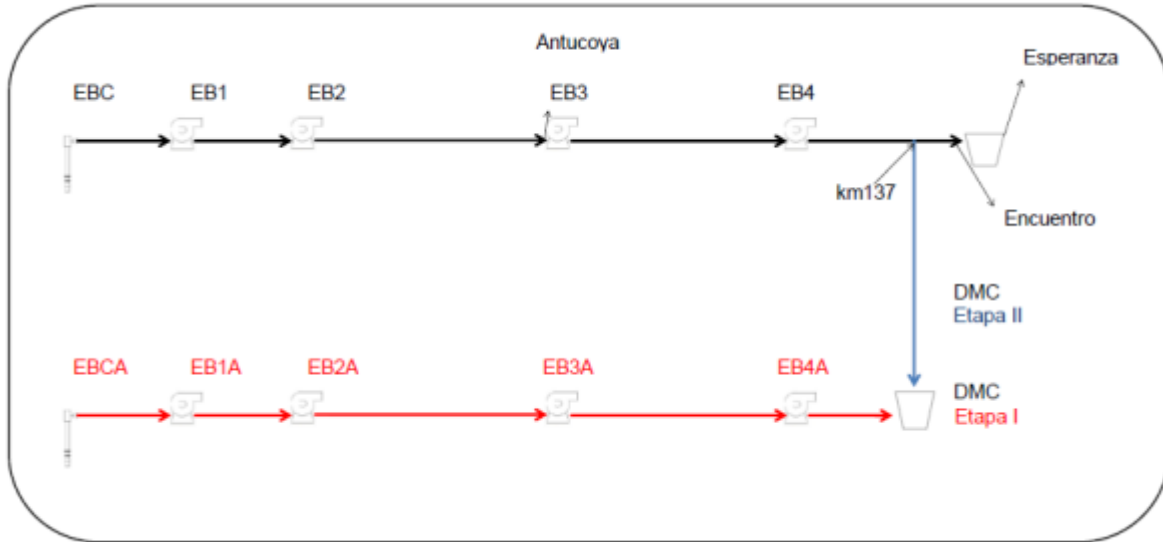 Antucoya
Esperanza
EBC
EB1
EB2
EB3
EB4
km137
Encuentro
DMC
Etapa II
EBCA
EB1A
EB2A
EB3A
EB4A
DMC
Etapa I